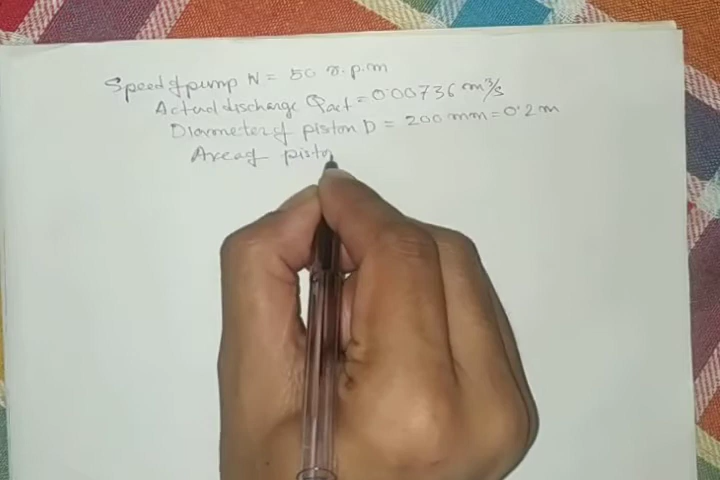 Speed of pump N = 50 r.p.m
Actual discharge Qact = 0.00736 m³/s
Diameter of piston D = 200 mm = 0.2 m
Area of pisto